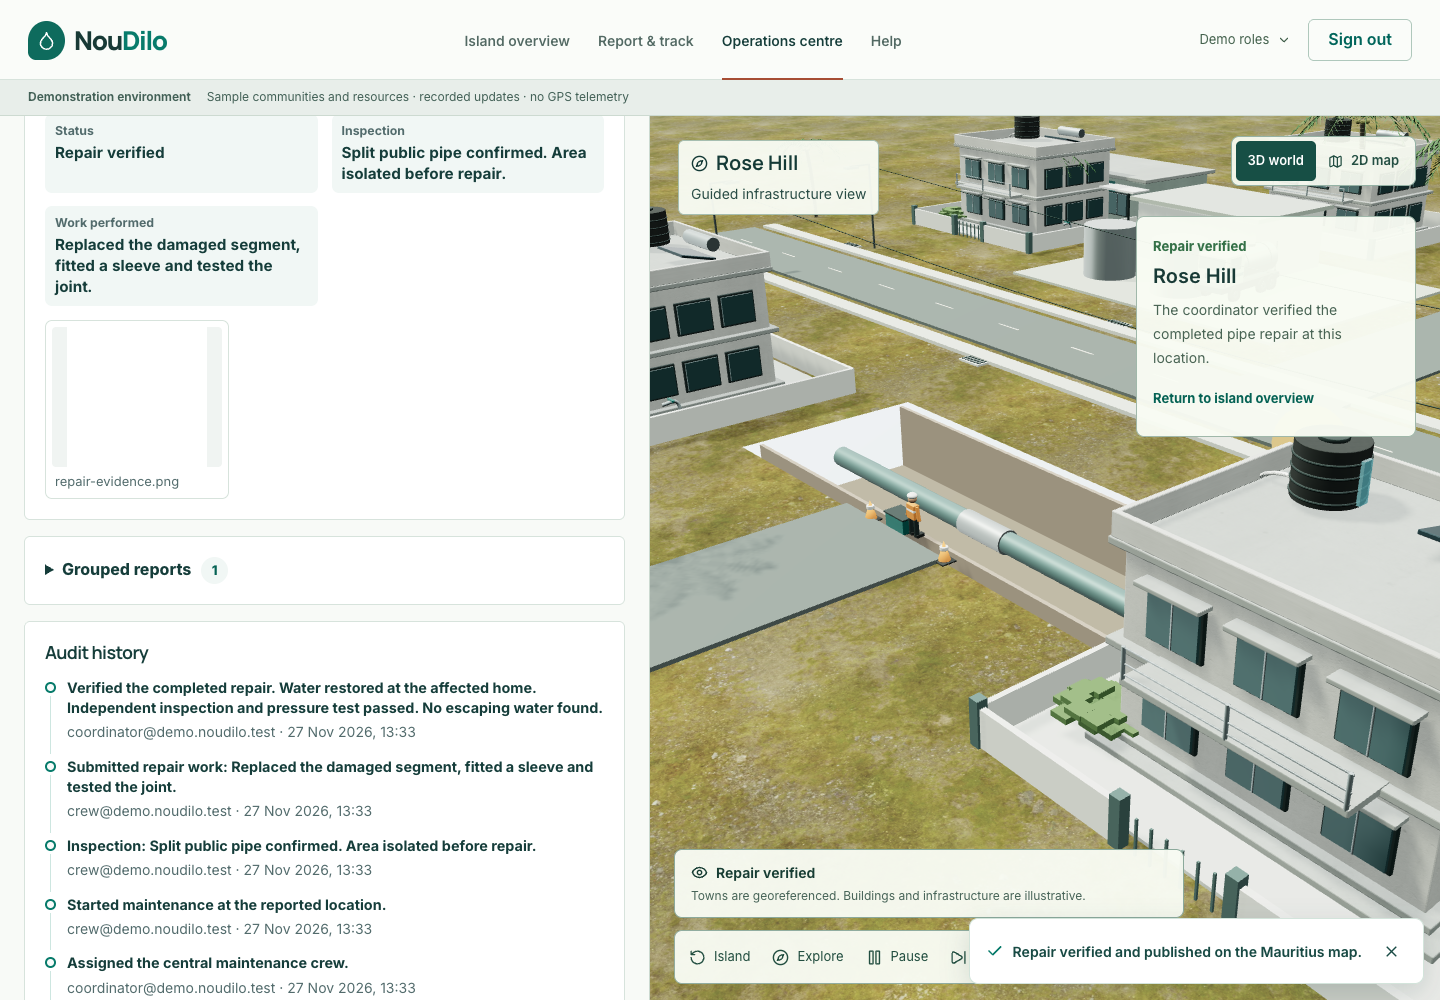 NouDilo
Island overview
Report & track
Operations centre
Help
Demo roles
Sign out
Demonstration environment
Sample communities and resources · recorded updates · no GPS telemetry
Status
Repair verified
Inspection
Split public pipe confirmed. Area
isolated before repair.
Work performed
Replaced the damaged segment,
fitted a sleeve and tested the
joint.
repair-evidence.png
Grouped reports 1
Audit history
Verified the completed repair. Water restored at the affected home.
Independent inspection and pressure test passed. No escaping water found.
coordinator@demo.noudilo.test · 27 Nov 2026, 13:33
Submitted repair work: Replaced the damaged segment, fitted a sleeve and
tested the joint.
crew@demo.noudilo.test · 27 Nov 2026, 13:33
Inspection: Split public pipe confirmed. Area isolated before repair.
crew@demo.noudilo.test · 27 Nov 2026, 13:33
Started maintenance at the reported location.
crew@demo.noudilo.test · 27 Nov 2026, 13:33
Assigned the central maintenance crew.
coordinator@demo.noudilo.test · 27 Nov 2026, 13:33
Rose Hill
Guided infrastructure view
3D world
2D map
Repair verified
Rose Hill
The coordinator verified the
completed pipe repair at this
location.
Return to island overview
Repair verified
Towns are georeferenced. Buildings and infrastructure are illustrative.
Island
Explore
Pause
Repair verified and published on the Mauritius map.